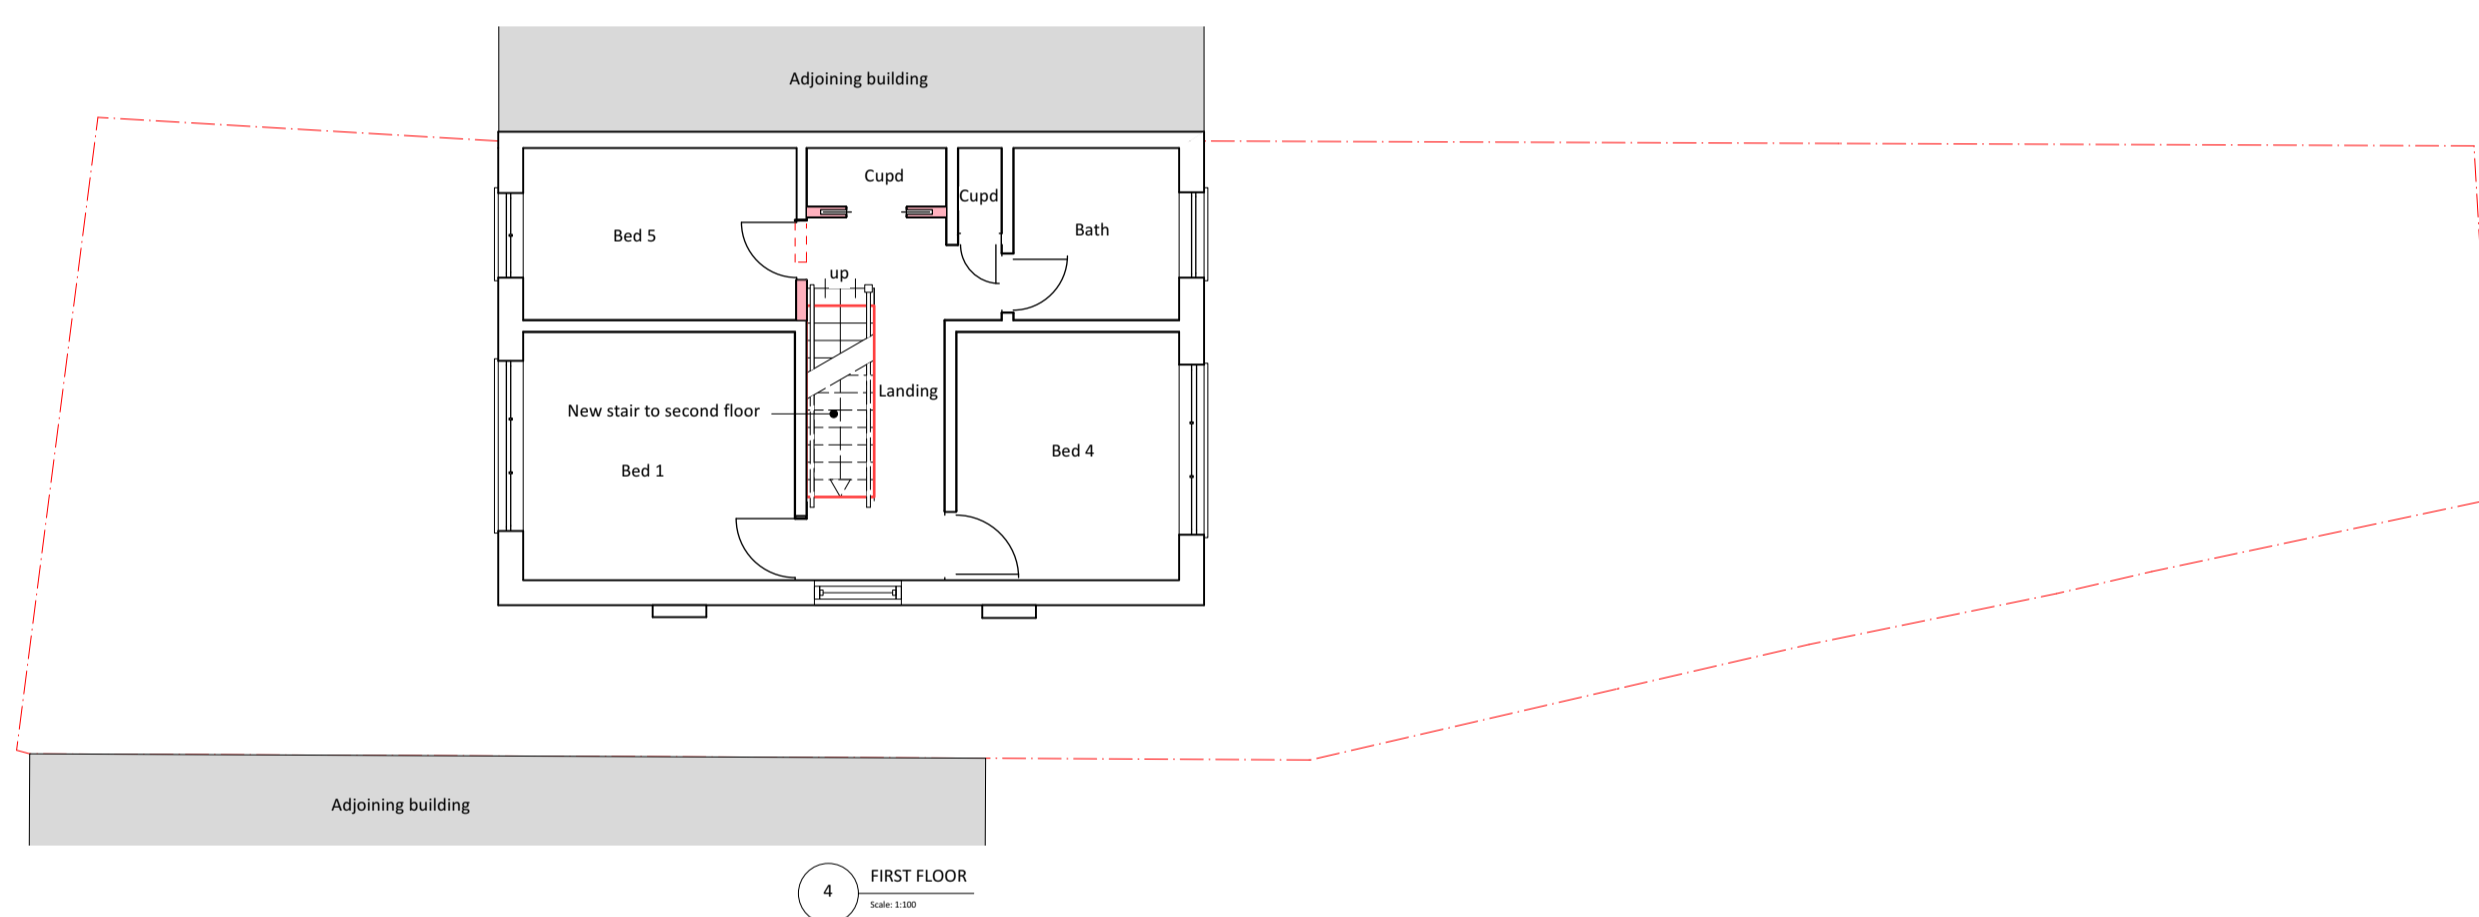 Adjoining building
Cupd
Cupd
Bed 5
Bath
up
Landing
New stair to second floor
Bed 1
Bed 4
Adjoining building
4
FIRST FLOOR
Scale: 1:100